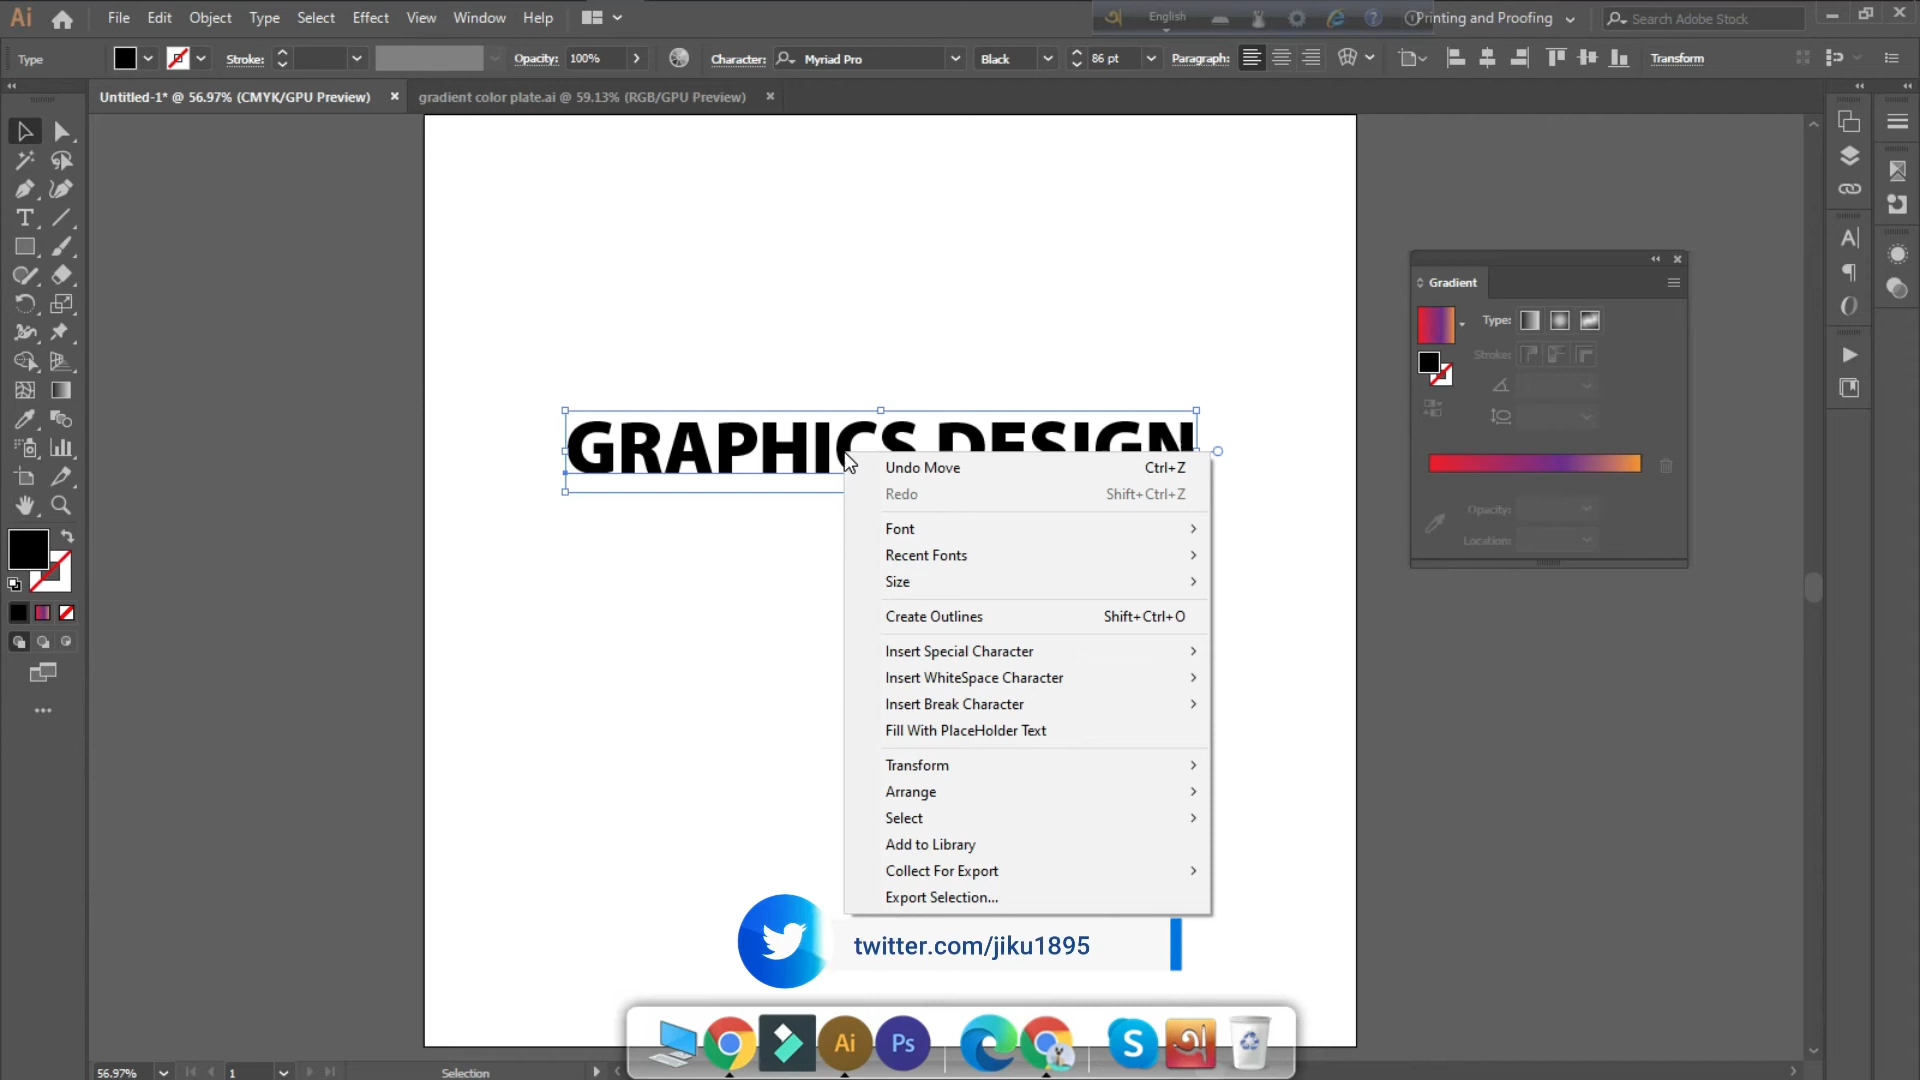 Ai File Edit Object Type Select Effect View Window Help English Printing and Proofing Search Adobe Stock
Type Stroke: Opacity: 100% Character: Myriad Pro Black 86 pt Paragraph: Transform
Untitled-1* @ 56.97% (CMYK/GPU Preview) × gradient color plate.ai @ 59.13% (RGB/GPU Preview) ×
Gradient
Type:
Stroke:
Opacity:
Location:
GRAPHICS DESIGN
Undo Move Ctrl+Z
Redo Shift+Ctrl+Z
Font
Recent Fonts
Size
Create Outlines Shift+Ctrl+O
Insert Special Character
Insert WhiteSpace Character
Insert Break Character
Fill With PlaceHolder Text
Transform
Arrange
Select
Add to Library
Collect For Export
Export Selection...
twitter.com/jiku1895
Ai Ps S
56.97% 1 Selection